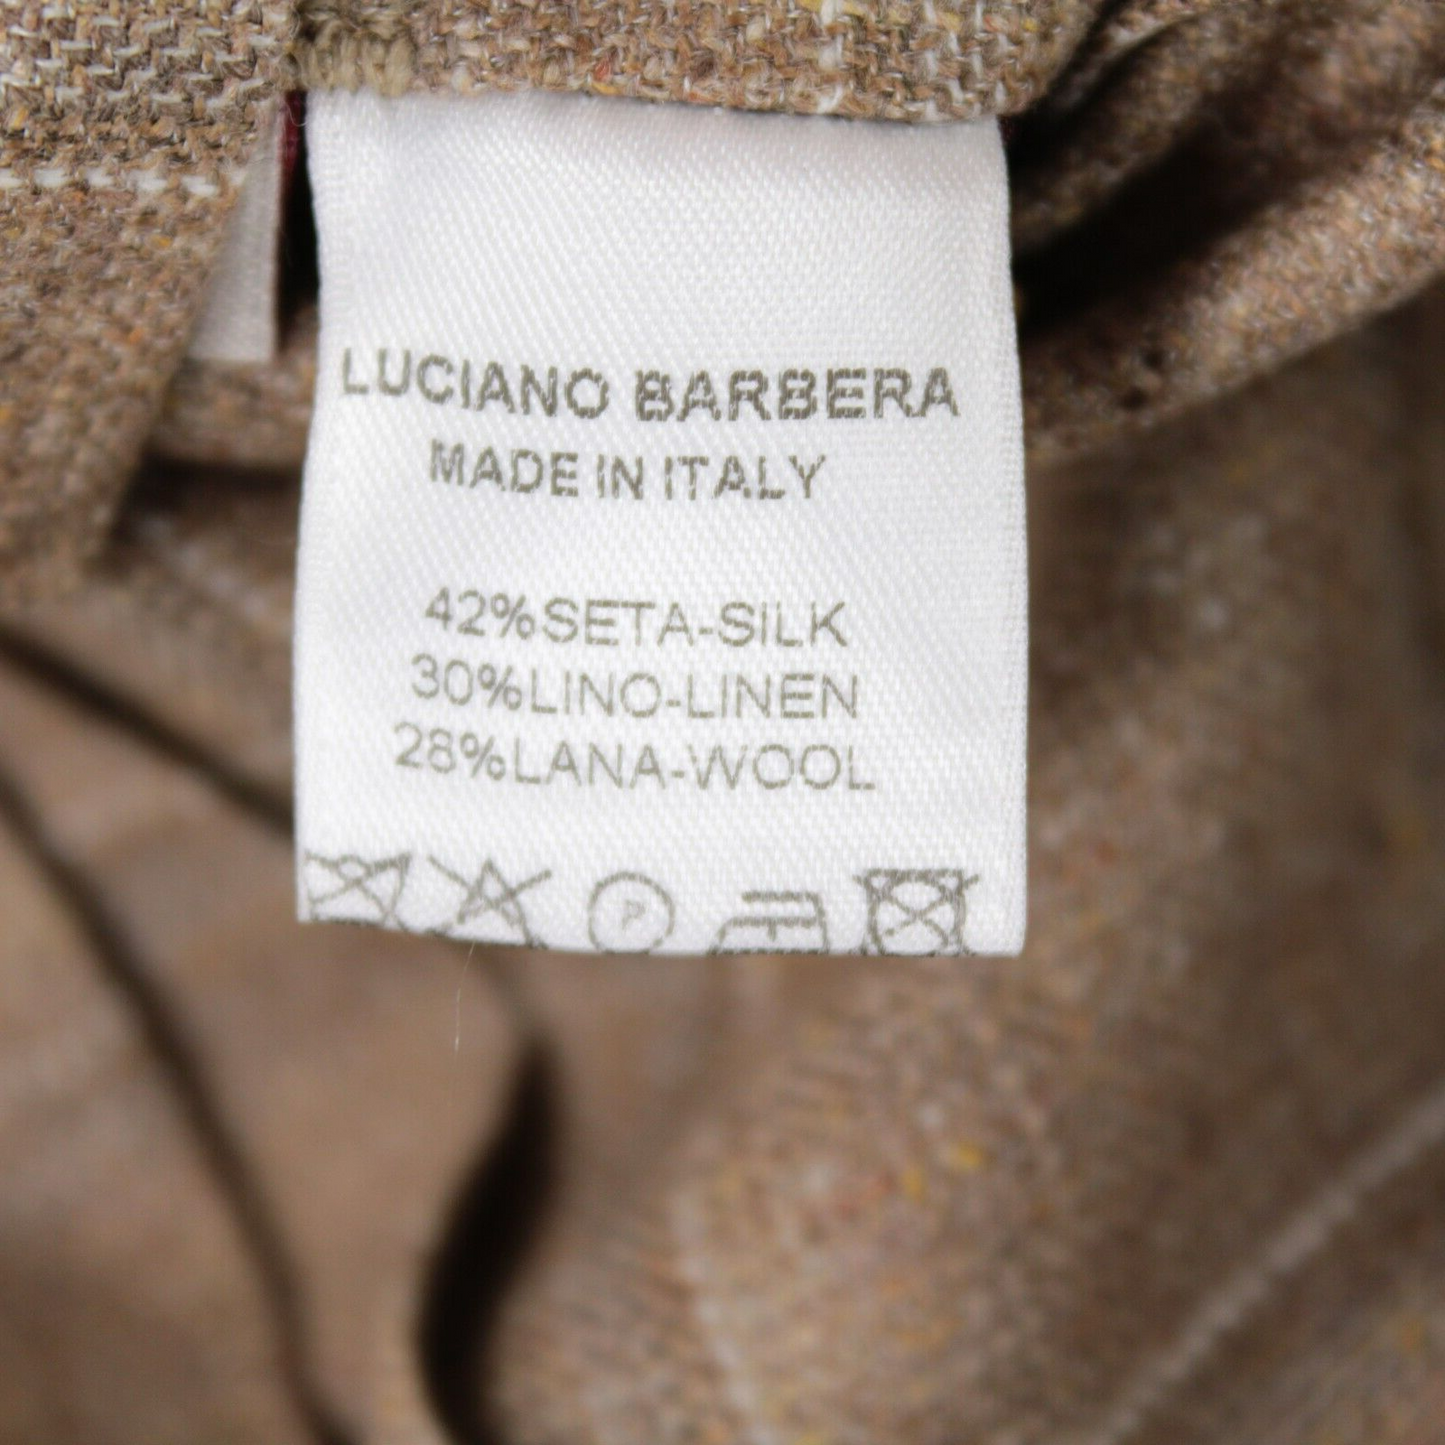 LUCIANO BARBERA
MADE IN ITALY
42%SETA-SILK
30%LINO-LINEN
28%LANA-WOOL
P